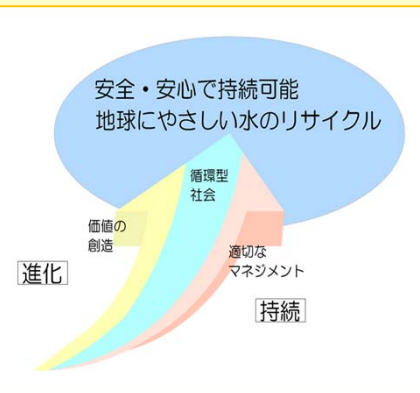 安全・安心で持続可能
地球にやさしい水のリサイクル
循環型
社会
価値の
創造
適切な
マネジメント
進化
持続